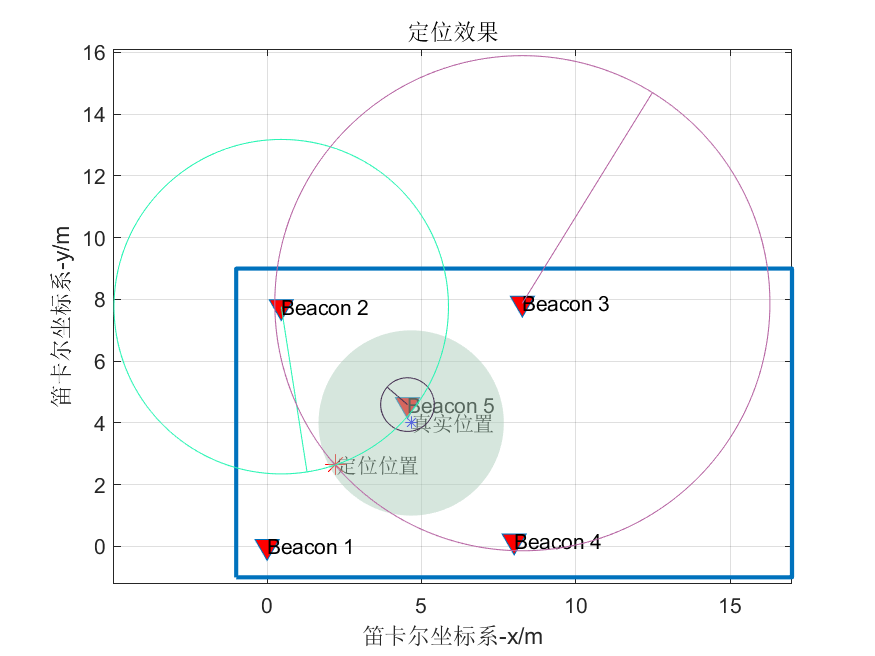 定位效果
16
14
12
10
8
6
4
2
0
笛卡尔坐标系-y/m
Beacon 2
Beacon 3
Beacon 5
真实位置
定位位置
Beacon 1
Beacon 4
0
5
10
15
笛卡尔坐标系-x/m